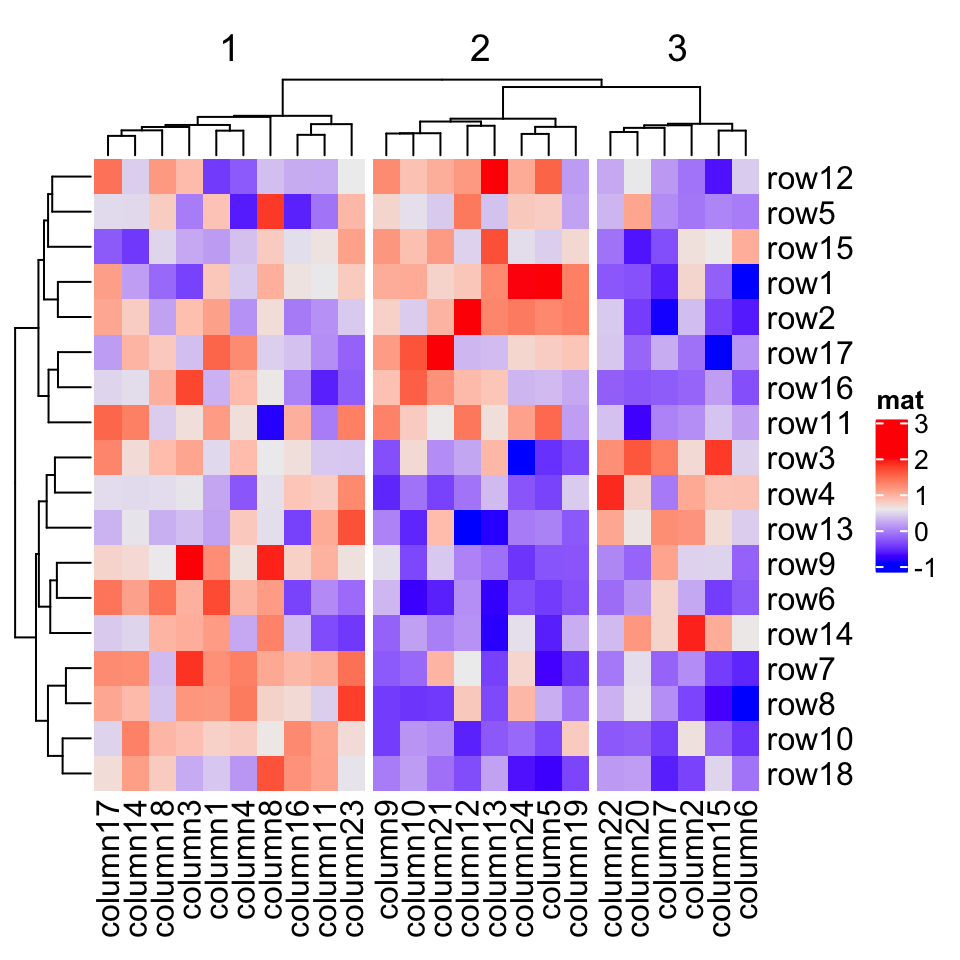 1 2 3
row12
row5
row15
row1
row2
row17
row16
row11
row3
row4
row13
row9
row6
row14
row7
row8
row10
row18
mat
3
2
1
0
-1
column17
column14
column18
column3
column1
column4
column8
column16
column11
column23
column9
column10
column21
column12
column13
column24
column5
column19
column22
column20
column7
column2
column15
column6